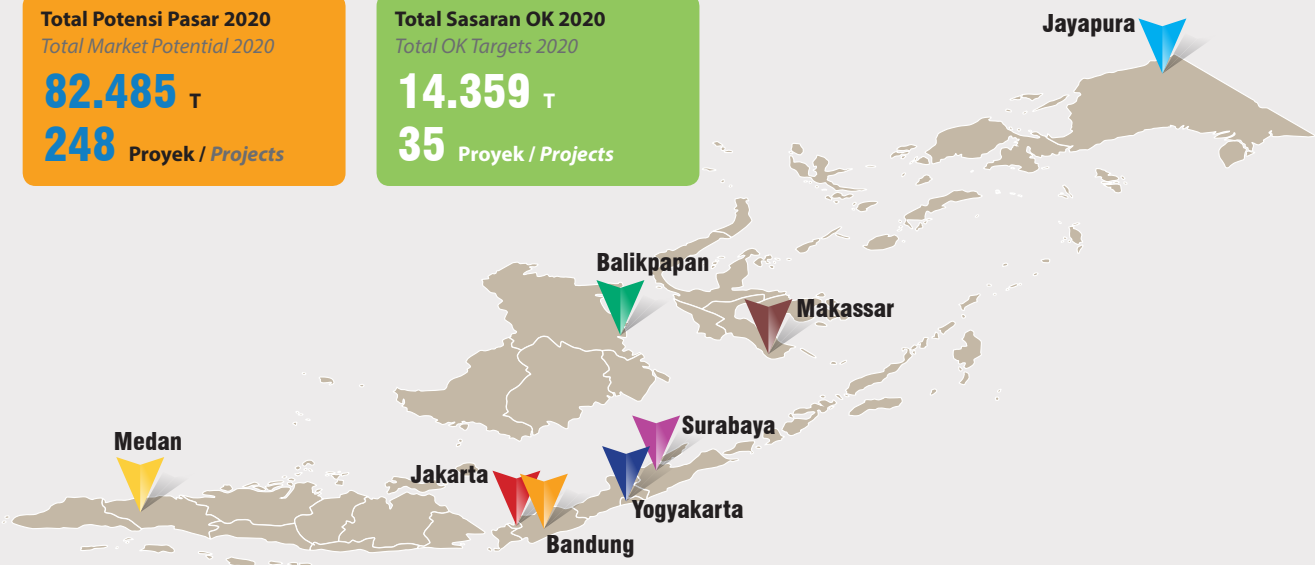 Total Potensi Pasar 2020
Total Market Potential 2020
82.485 T
248 Proyek / Projects
Total Sasaran OK 2020
Total OK Targets 2020
14.359 T
35 Proyek / Projects
Jayapura
Balikpapan
Makassar
Surabaya
Medan
Jakarta
Yogyakarta
Bandung